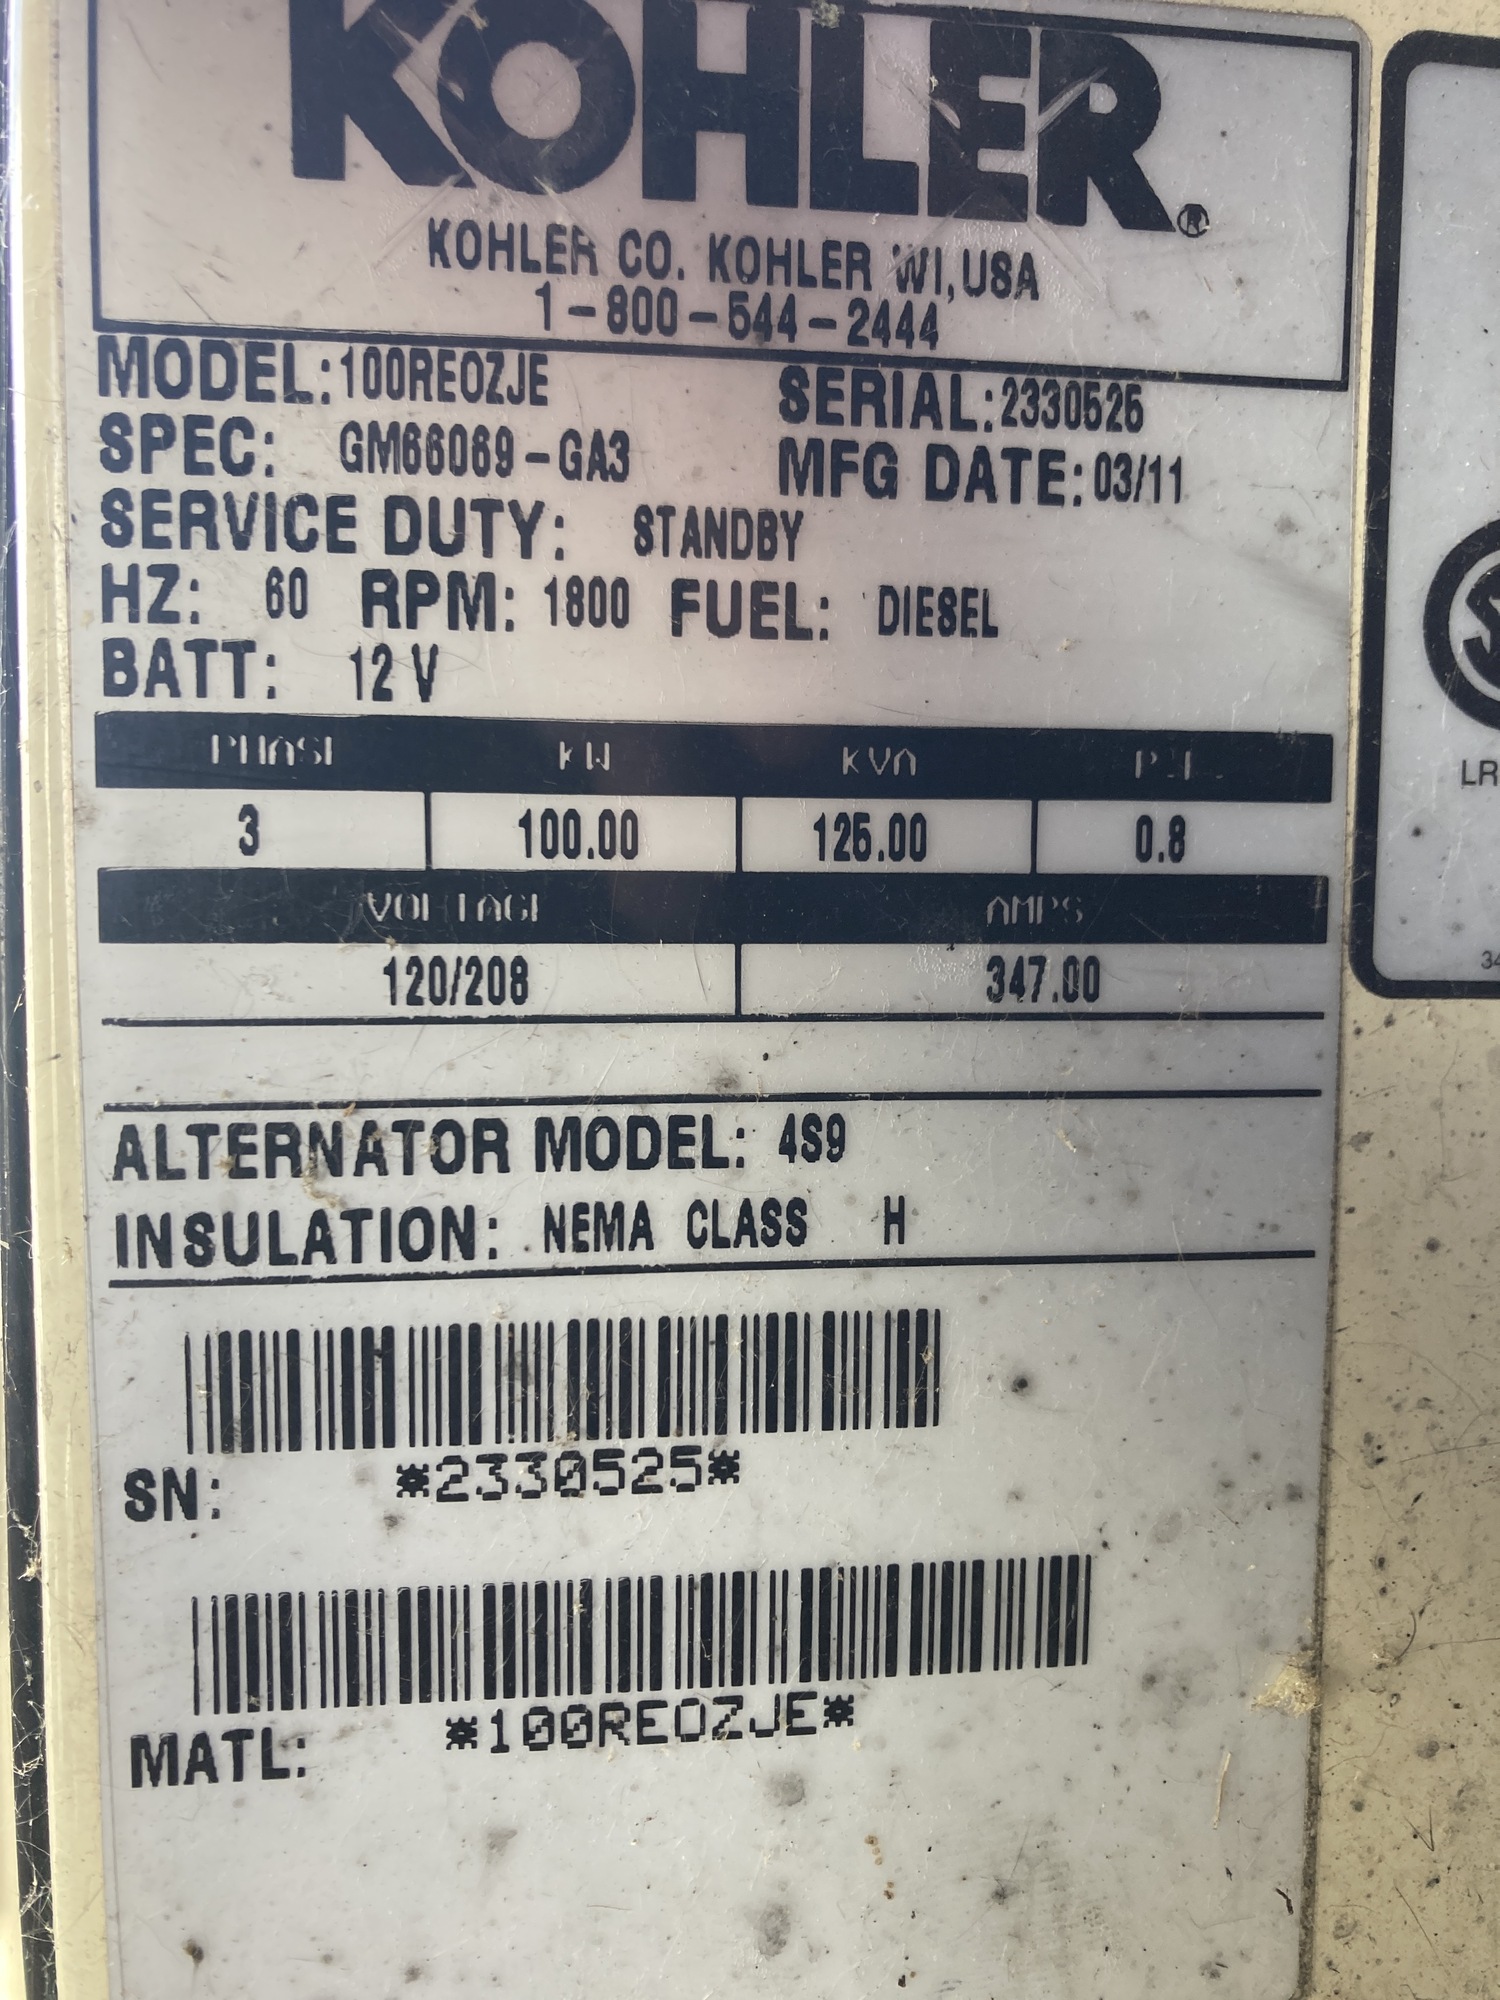 KOHLER®
KOHLER CO. KOHLER WI, USA
1-800-544-2444
MODEL: 100REOZJE SERIAL: 2330525
SPEC: GM66069-GA3 MFG DATE: 03/11
SERVICE DUTY: STANDBY
HZ: 60 RPM: 1800 FUEL: DIESEL
BATT: 12 V
PHASE KW KVA
3 100.00 125.00 0.8
VOLTAGE AMPS
120/208 347.00
ALTERNATOR MODEL: 4S9
INSULATION: NEMA CLASS H
SN: *2330525*
MATL: *100REOZJE*
LR
34